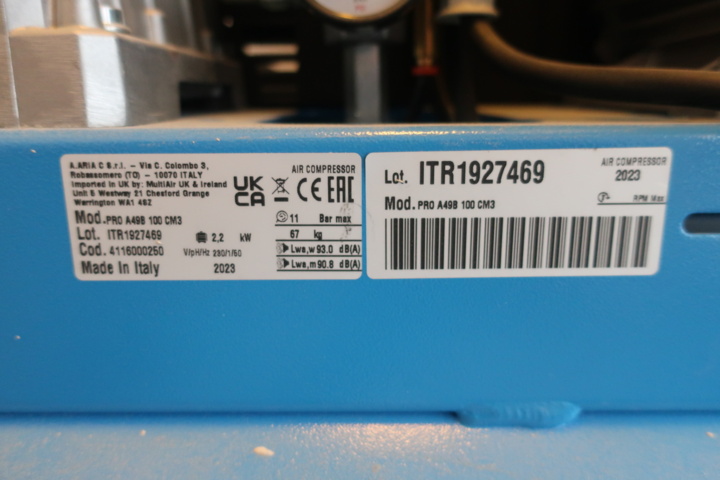 A.ARIA C S.r.l. - Via C. Colombo 3,
Robassomero (TO) - 10070 ITALY
Imported in UK by: MultiAir UK & Ireland
Unit 5 Westway 21 Chesford Orange
Warrington WA1 4SZ
Mod. PRO A49B 100 CM3
Lot. ITR1927469
Cod. 4116000250
Made In Italy
2,2 kW
V/pH/Hz 230/1/50
2023
AIR COMPRESSOR
UK CA CE EAC
11 Bar max
67 kg
Lwa,w 93.0 dB(A)
Lwa,m 90.8 dB(A)
Lot. ITR1927469
AIR COMPRESSOR
2023
Mod. PRO A49B 100 CM3
RPM Max